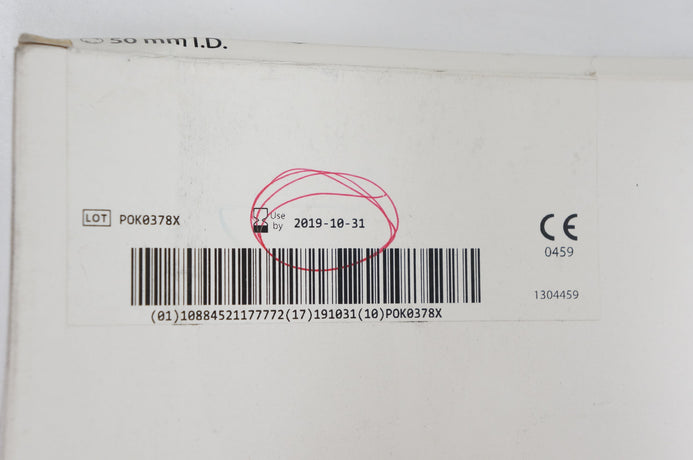 50 mm I.D.
LOT POK0378X
Use by 2019-10-31
CE
0459
1304459
(01)10884521177772(17)191031(10)POK0378X